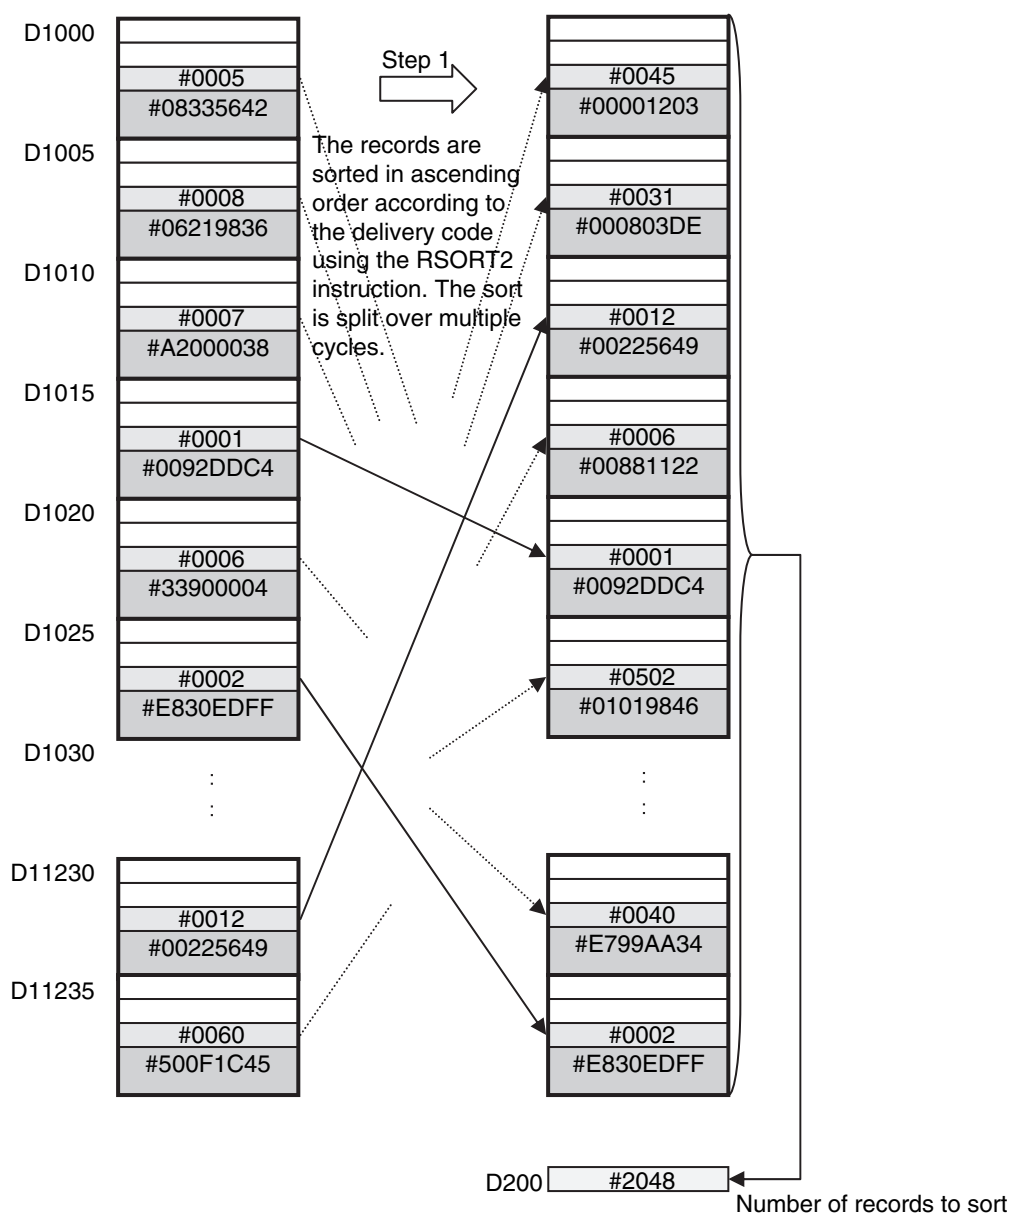 D1000
#0005
#08335642
D1005
#0008
#06219836
D1010
#0007
#A2000038
D1015
#0001
#0092DDC4
D1020
#0006
#33900004
D1025
#0002
#E830EDFF
D1030
D11230
#0012
#00225649
D11235
#0060
#500F1C45
Step 1
The records are
sorted in ascending
order according to
the delivery code
using the RSORT2
instruction. The sort
is split over multiple
cycles.
#0045
#00001203
#0031
#000803DE
#0012
#00225649
#0006
#00881122
#0001
#0092DDC4
#0502
#01019846
#0040
#E799AA34
#0002
#E830EDFF
D200 #2048
Number of records to sort